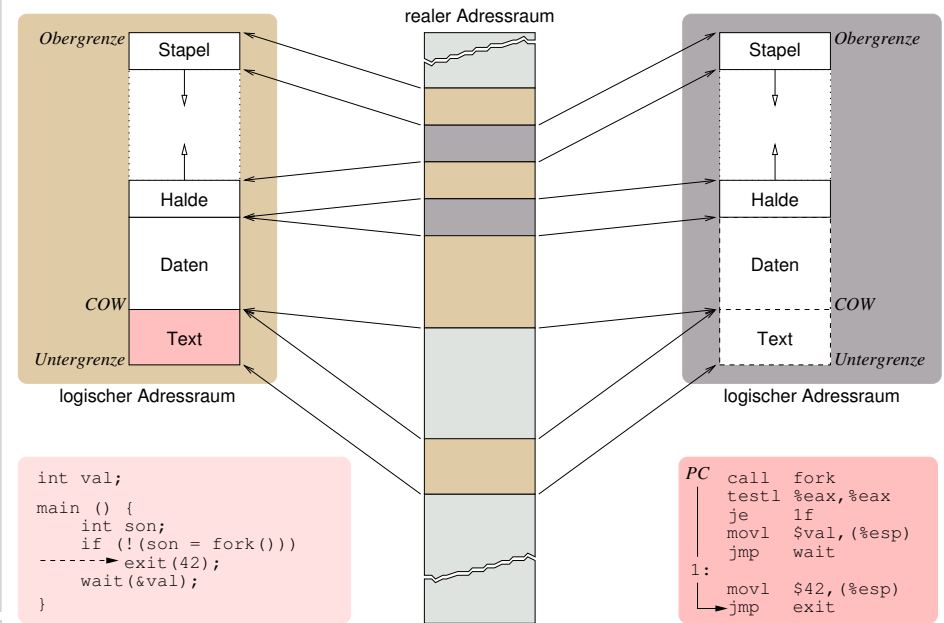 realer Adressraum
Obergrenze
Stapel
Halde
Daten
COW
Text
Untergrenze
logischer Adressraum
Stapel
Obergrenze
Halde
Daten
COW
Text
Untergrenze
logischer Adressraum
int val;
main () {
int son;
if (!(son = fork()))
exit(42);
wait(&val);
}
PC
call fork
testl %eax,%eax
je 1f
movl $val,(%esp)
jmp wait
1:
movl $42,(%esp)
jmp exit